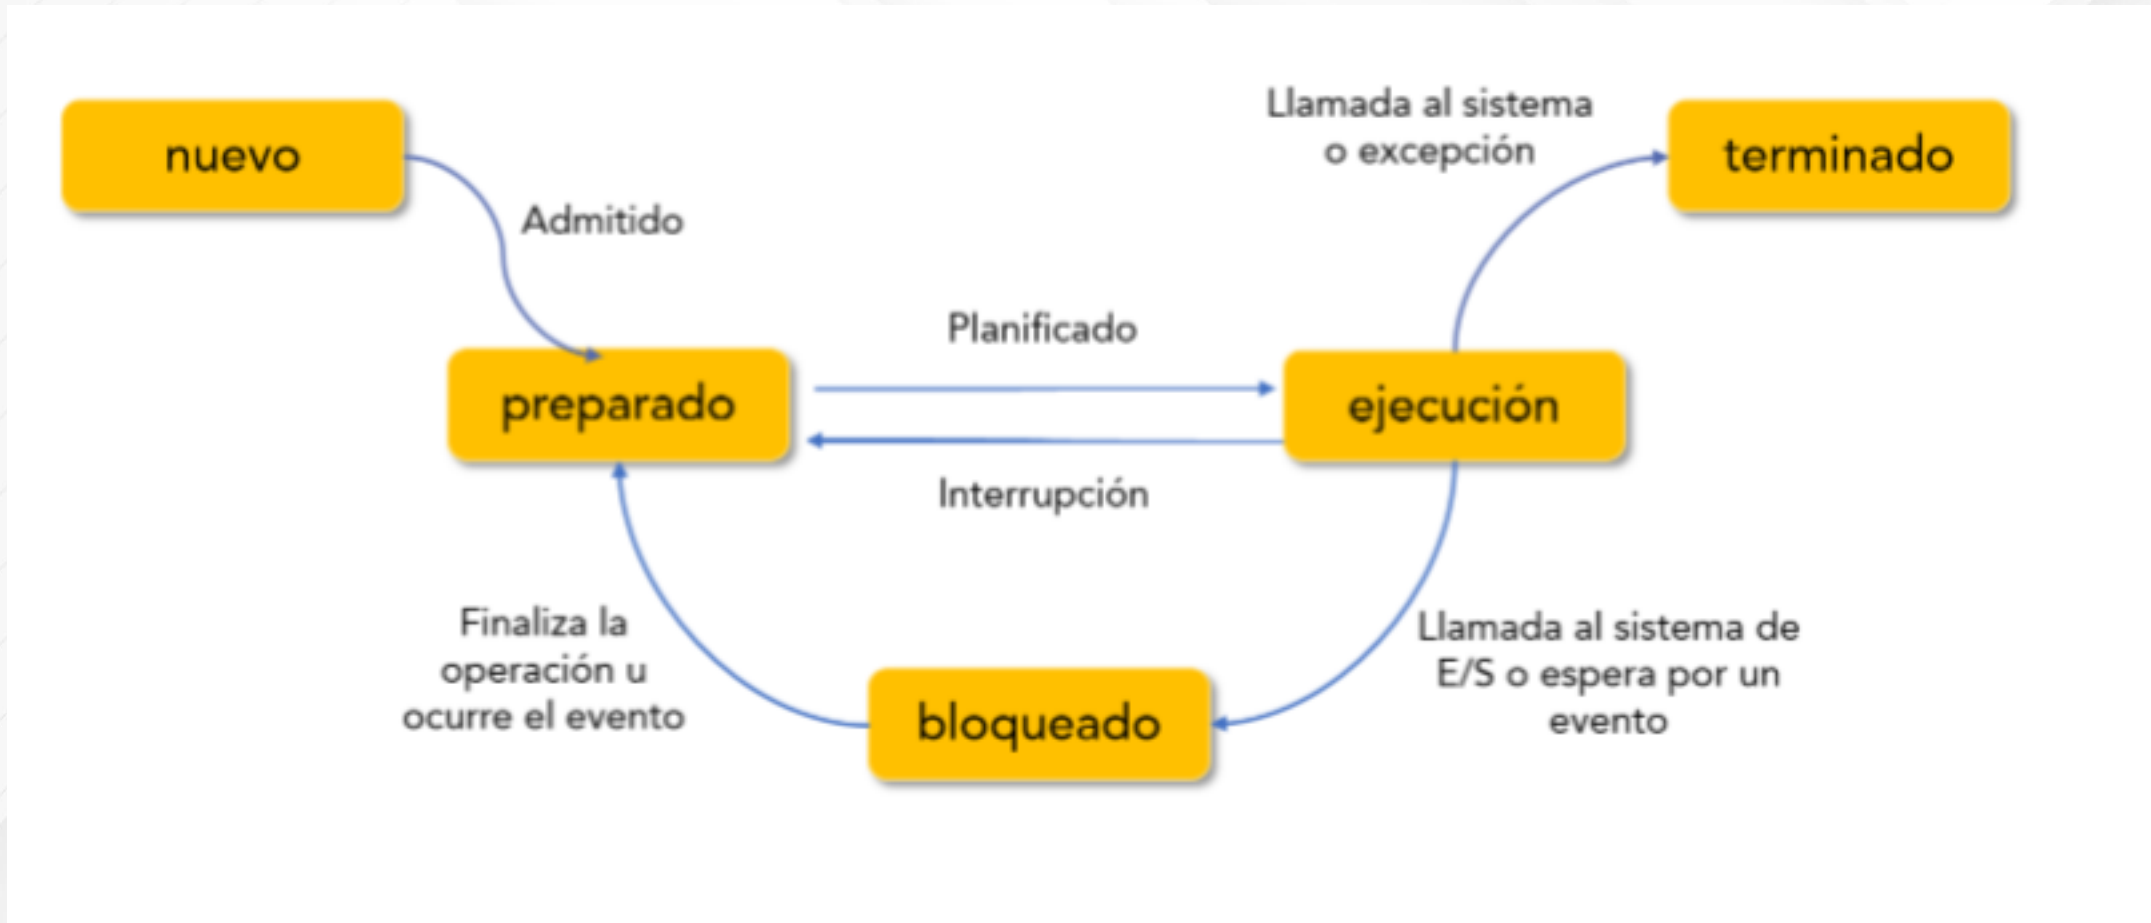 nuevo
Admitido
Llamada al sistema
o excepción
terminado
preparado
Planificado
Interrupción
ejecución
Finaliza la
operación u
ocurre el evento
bloqueado
Llamada al sistema de
E/S o espera por un
evento